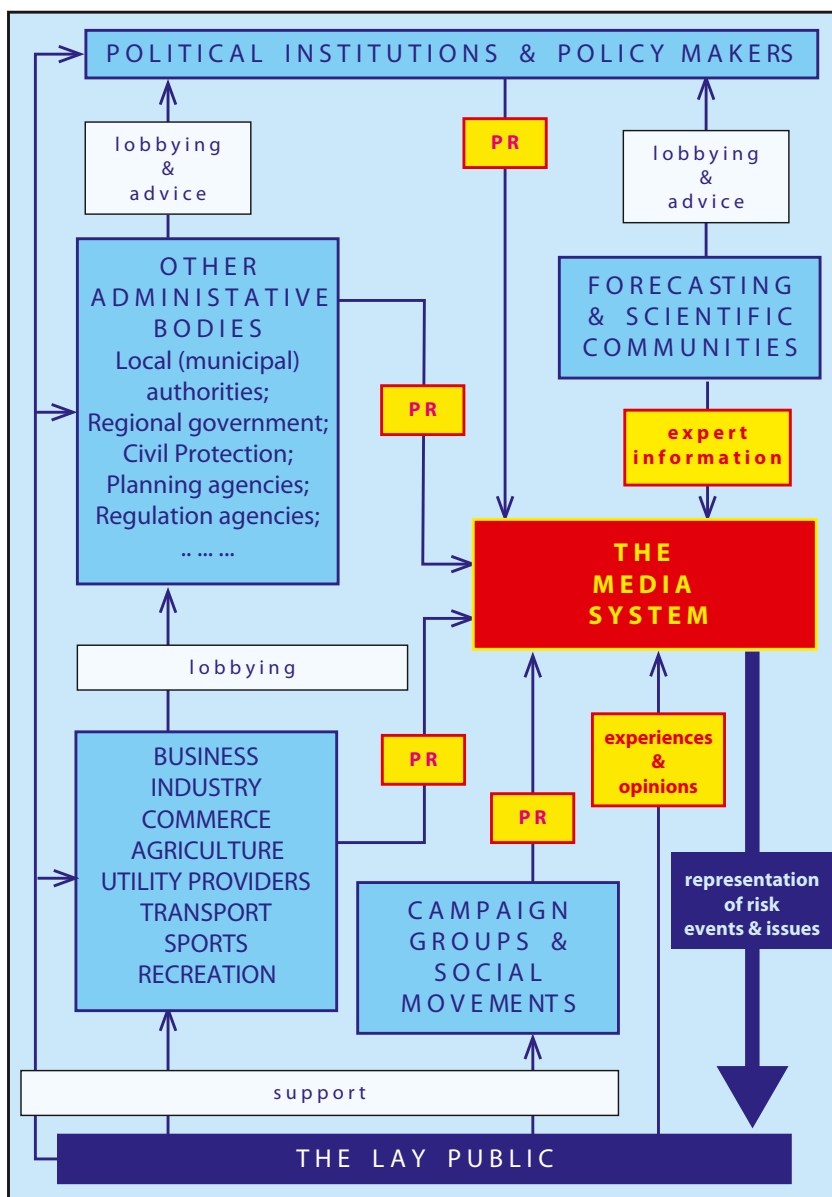 POLITICAL INSTITUTIONS & POLICY MAKERS
lobbying
&
advice
PR
lobbying
&
advice
OTHER
ADMINISTATIVE
BODIES
Local (municipal)
authorities;
Regional government;
Civil Protection;
Planning agencies;
Regulation agencies;
.. ... ...
PR
FORECASTING
& SCIENTIFIC
COMMUNITIES
expert
information
THE
MEDIA
SYSTEM
lobbying
BUSINESS
INDUSTRY
COMMERCE
AGRICULTURE
UTILITY PROVIDERS
TRANSPORT
SPORTS
RECREATION
PR
PR
experiences
&
opinions
CAMPAIGN
GROUPS &
SOCIAL
MOVEMENTS
representation
of risk
events & issues
support
THE LAY PUBLIC